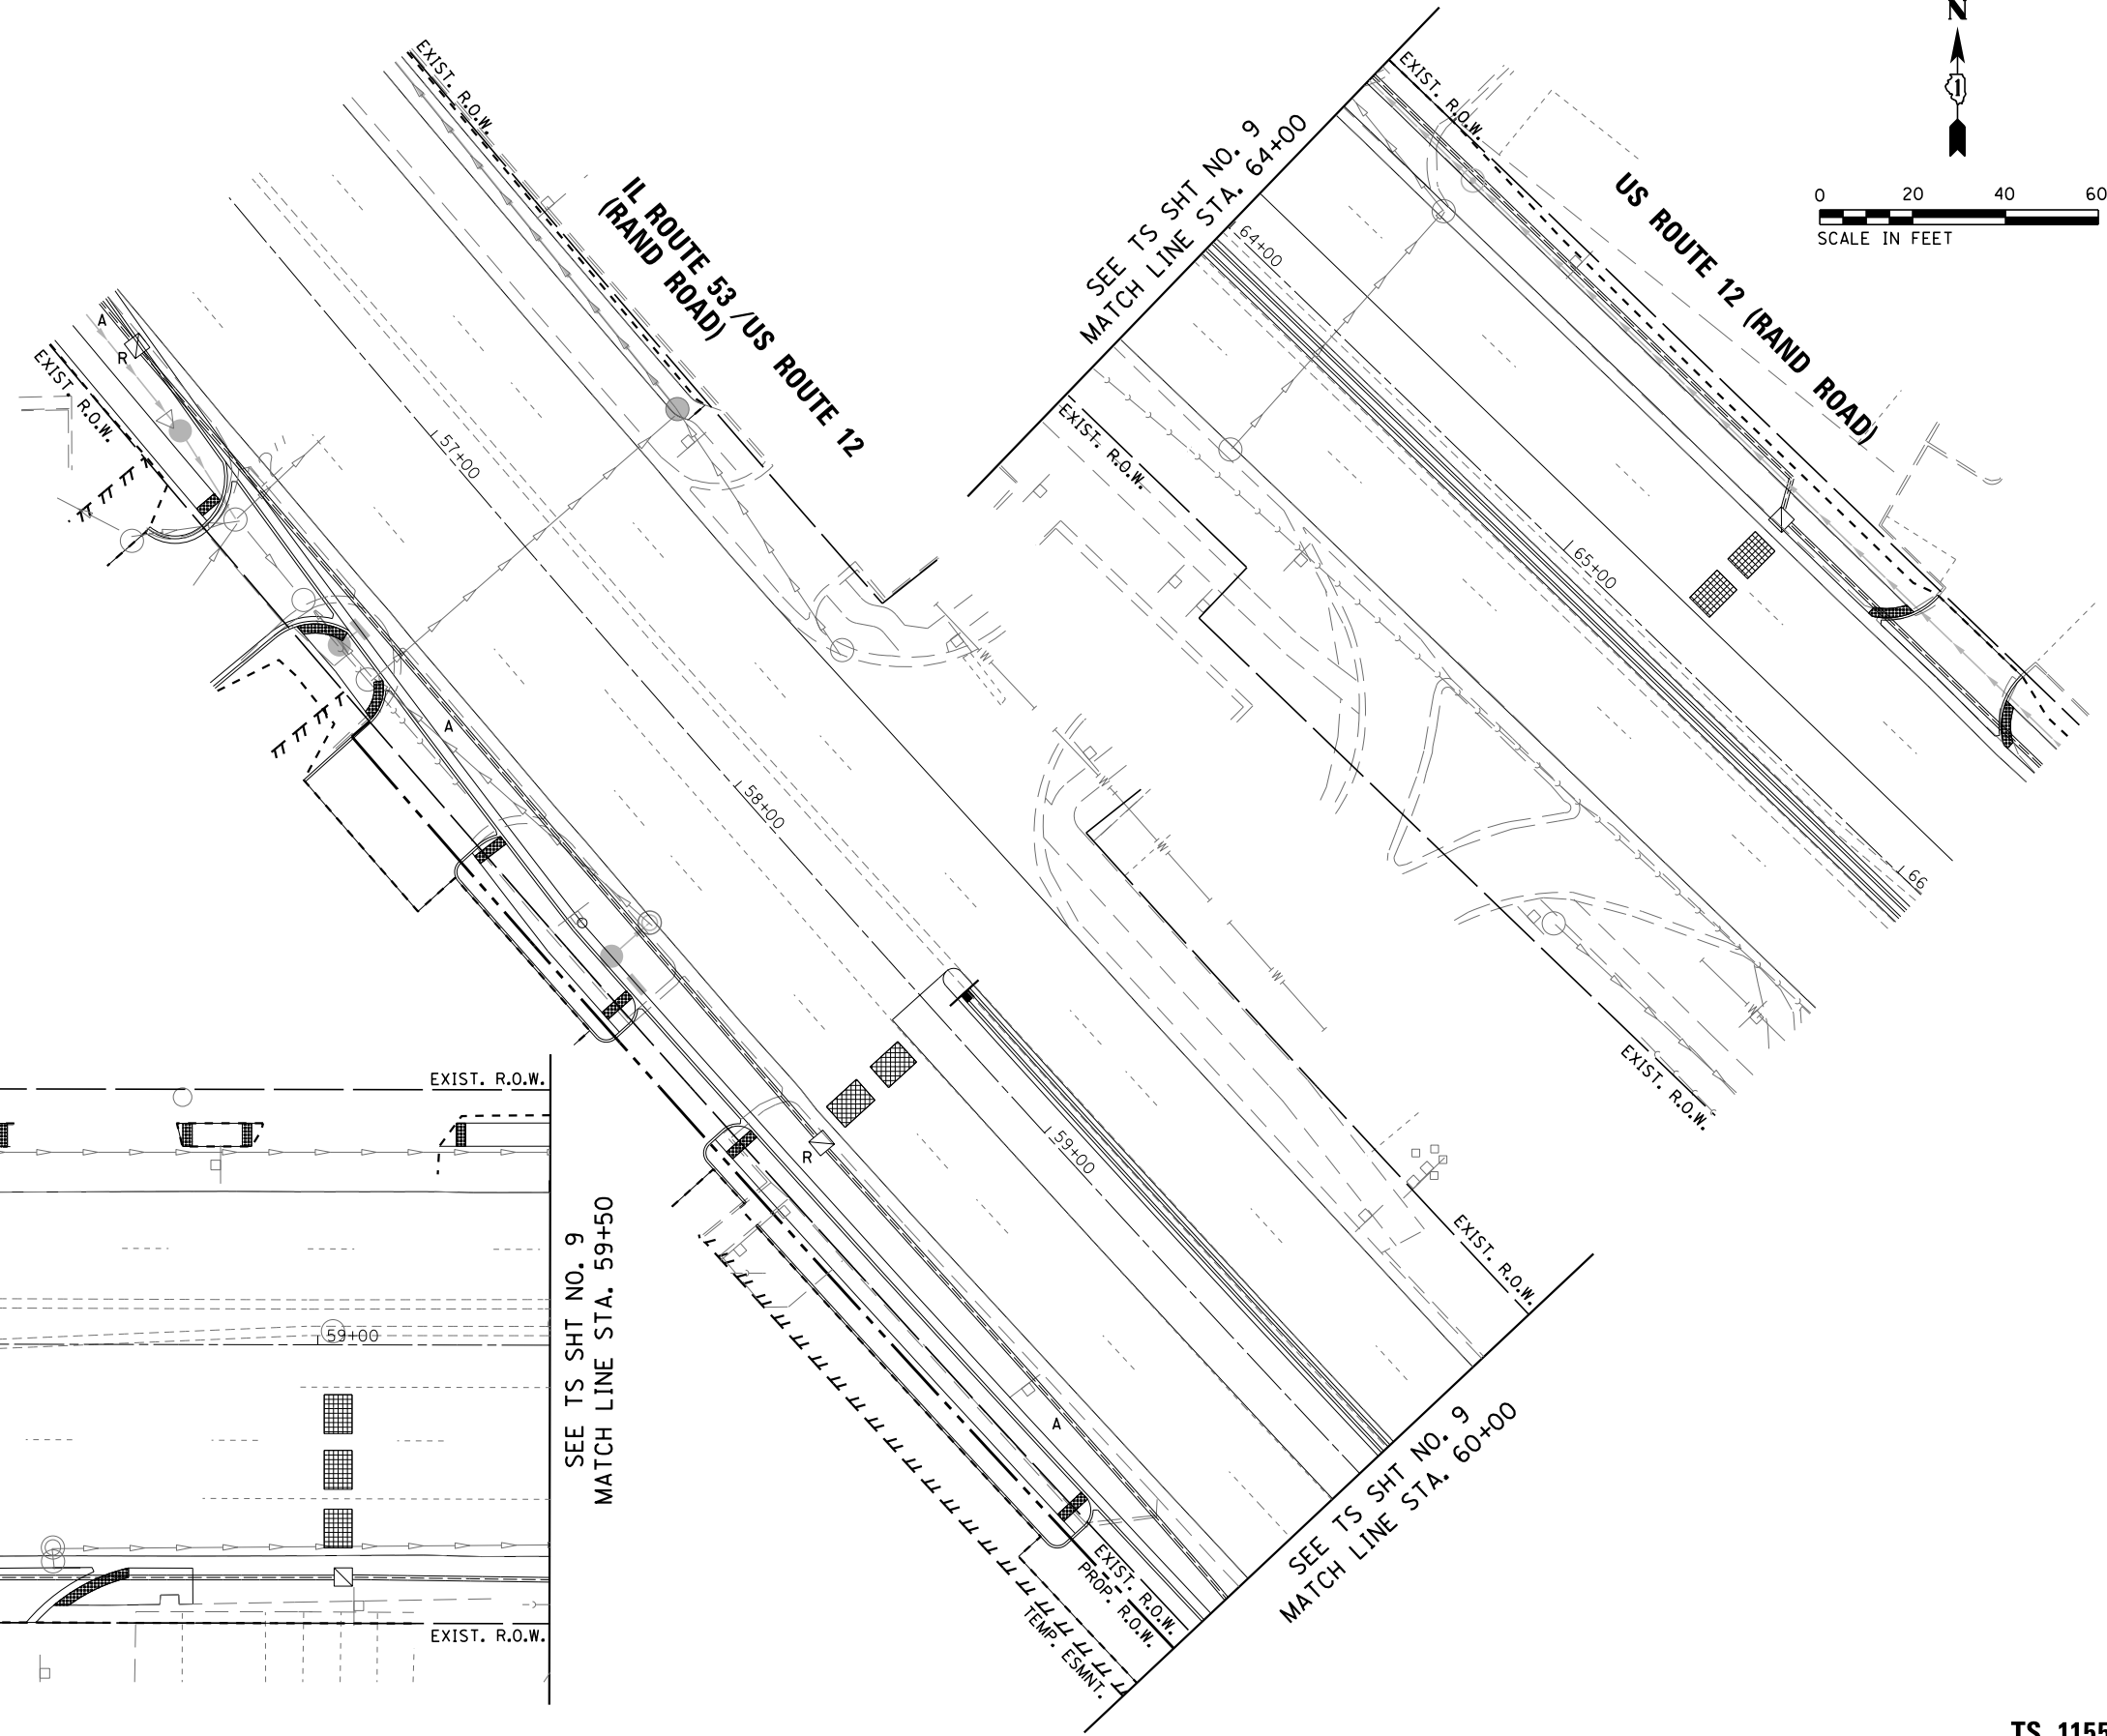 N
1
0 20 40 60
SCALE IN FEET
EXIST. R.O.W.
IL ROUTE 53 /US ROUTE 12
(RAND ROAD)
A
R
EXIST. R.O.W.
57+00
A
58+00
W
W
W
W
59+00
R
A
EXIST. R.O.W.
EXIST. R.O.W.
PROP. R.O.W.
TEMP. ESMNT.
SEE TS SHT NO. 9
MATCH LINE STA. 60+00
SEE TS SHT NO. 9
MATCH LINE STA. 64+00
EXIST. R.O.W.
US ROUTE 12 (RAND ROAD)
64+00
EXIST. R.O.W.
65+00
66
W
EXIST. R.O.W.
EXIST. R.O.W.
59+00
EXIST. R.O.W.
SEE TS SHT NO. 9
MATCH LINE STA. 59+50
TS 1155